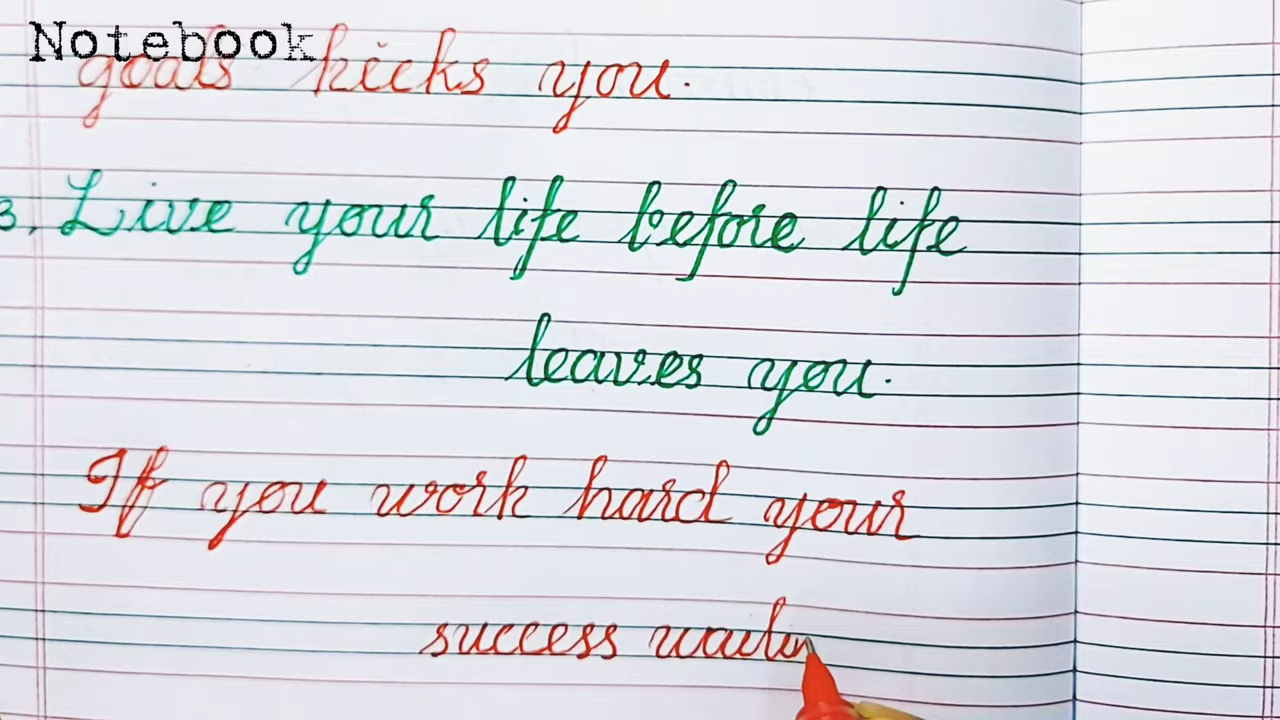 Notebook
goals kicks you.
3. Live your life before life
leaves you.
If you work hard your
success